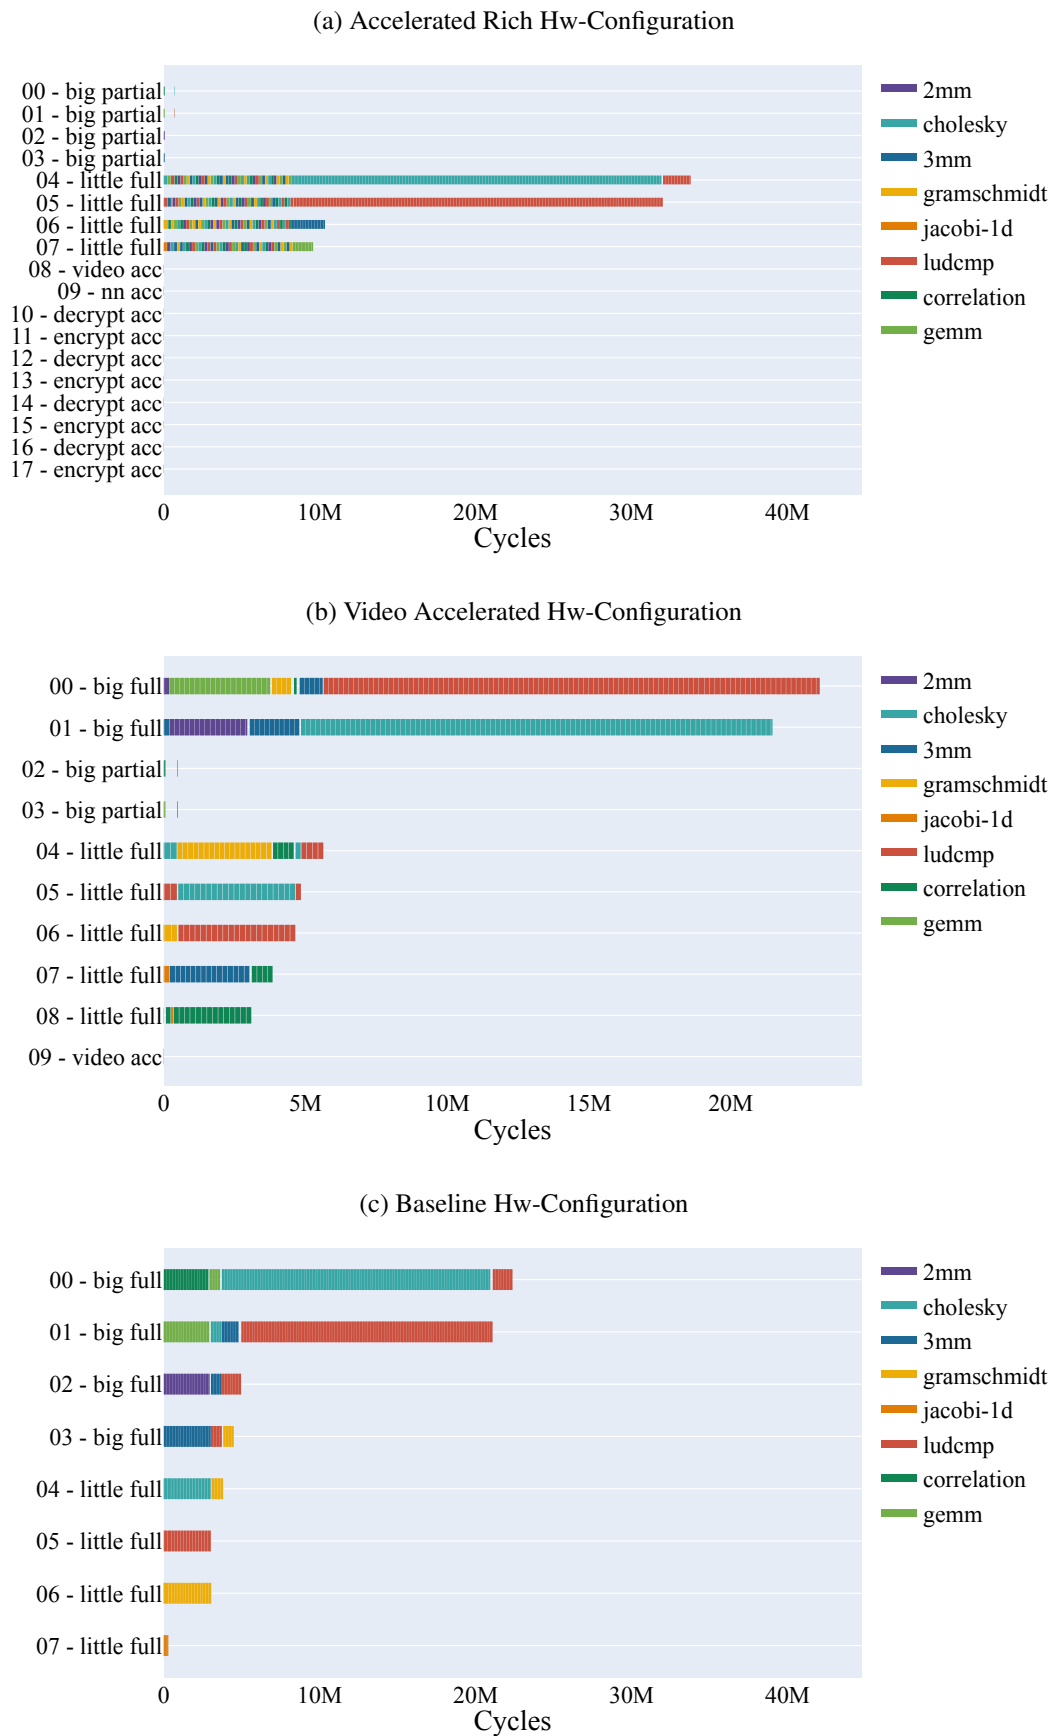 (a) Accelerated Rich Hw-Configuration
00 - big partial
01 - big partial
02 - big partial
03 - big partial
04 - little full
05 - little full
06 - little full
07 - little full
08 - video acc
09 - nn acc
10 - decrypt acc
11 - encrypt acc
12 - decrypt acc
13 - encrypt acc
14 - decrypt acc
15 - encrypt acc
16 - decrypt acc
17 - encrypt acc
0 10M 20M 30M 40M
Cycles
2mm
cholesky
3mm
gramschmidt
jacobi-1d
ludcmp
correlation
gemm
(b) Video Accelerated Hw-Configuration
00 - big full
01 - big full
02 - big partial
03 - big partial
04 - little full
05 - little full
06 - little full
07 - little full
08 - little full
09 - video acc
0 5M 10M 15M 20M
Cycles
2mm
cholesky
3mm
gramschmidt
jacobi-1d
ludcmp
correlation
gemm
(c) Baseline Hw-Configuration
00 - big full
01 - big full
02 - big full
03 - big full
04 - little full
05 - little full
06 - little full
07 - little full
0 10M 20M 30M 40M
Cycles
2mm
cholesky
3mm
gramschmidt
jacobi-1d
ludcmp
correlation
gemm